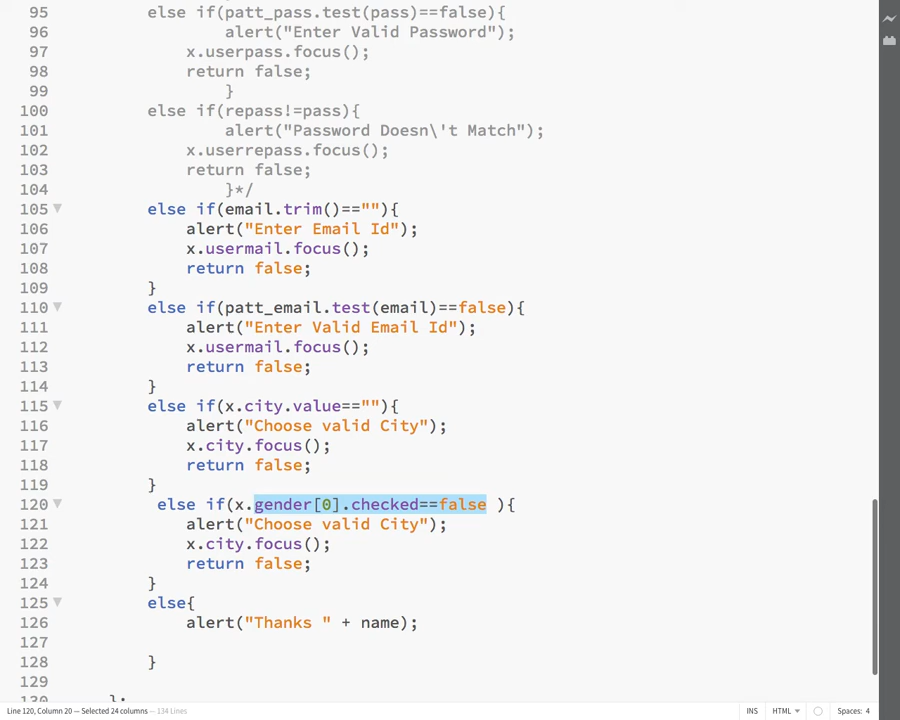 95 else if(patt_pass.test(pass)==false){
96 alert("Enter Valid Password");
97 x.userpass.focus();
98 return false;
99 }
100 else if(repass!=pass){
101 alert("Password Doesn\'t Match");
102 x.userrepass.focus();
103 return false;
104 }*/
105 else if(email.trim()==""){
106 alert("Enter Email Id");
107 x.usermail.focus();
108 return false;
109 }
110 else if(patt_email.test(email)==false){
111 alert("Enter Valid Email Id");
112 x.usermail.focus();
113 return false;
114 }
115 else if(x.city.value==""){
116 alert("Choose valid City");
117 x.city.focus();
118 return false;
119 }
120 else if(x.gender[0].checked==false ){
121 alert("Choose valid City");
122 x.city.focus();
123 return false;
124 }
125 else{
126 alert("Thanks " + name);
127
128 }
129
130 };
Line 120, Column 20 — Selected 24 columns — 134 Lines INS HTML Spaces: 4